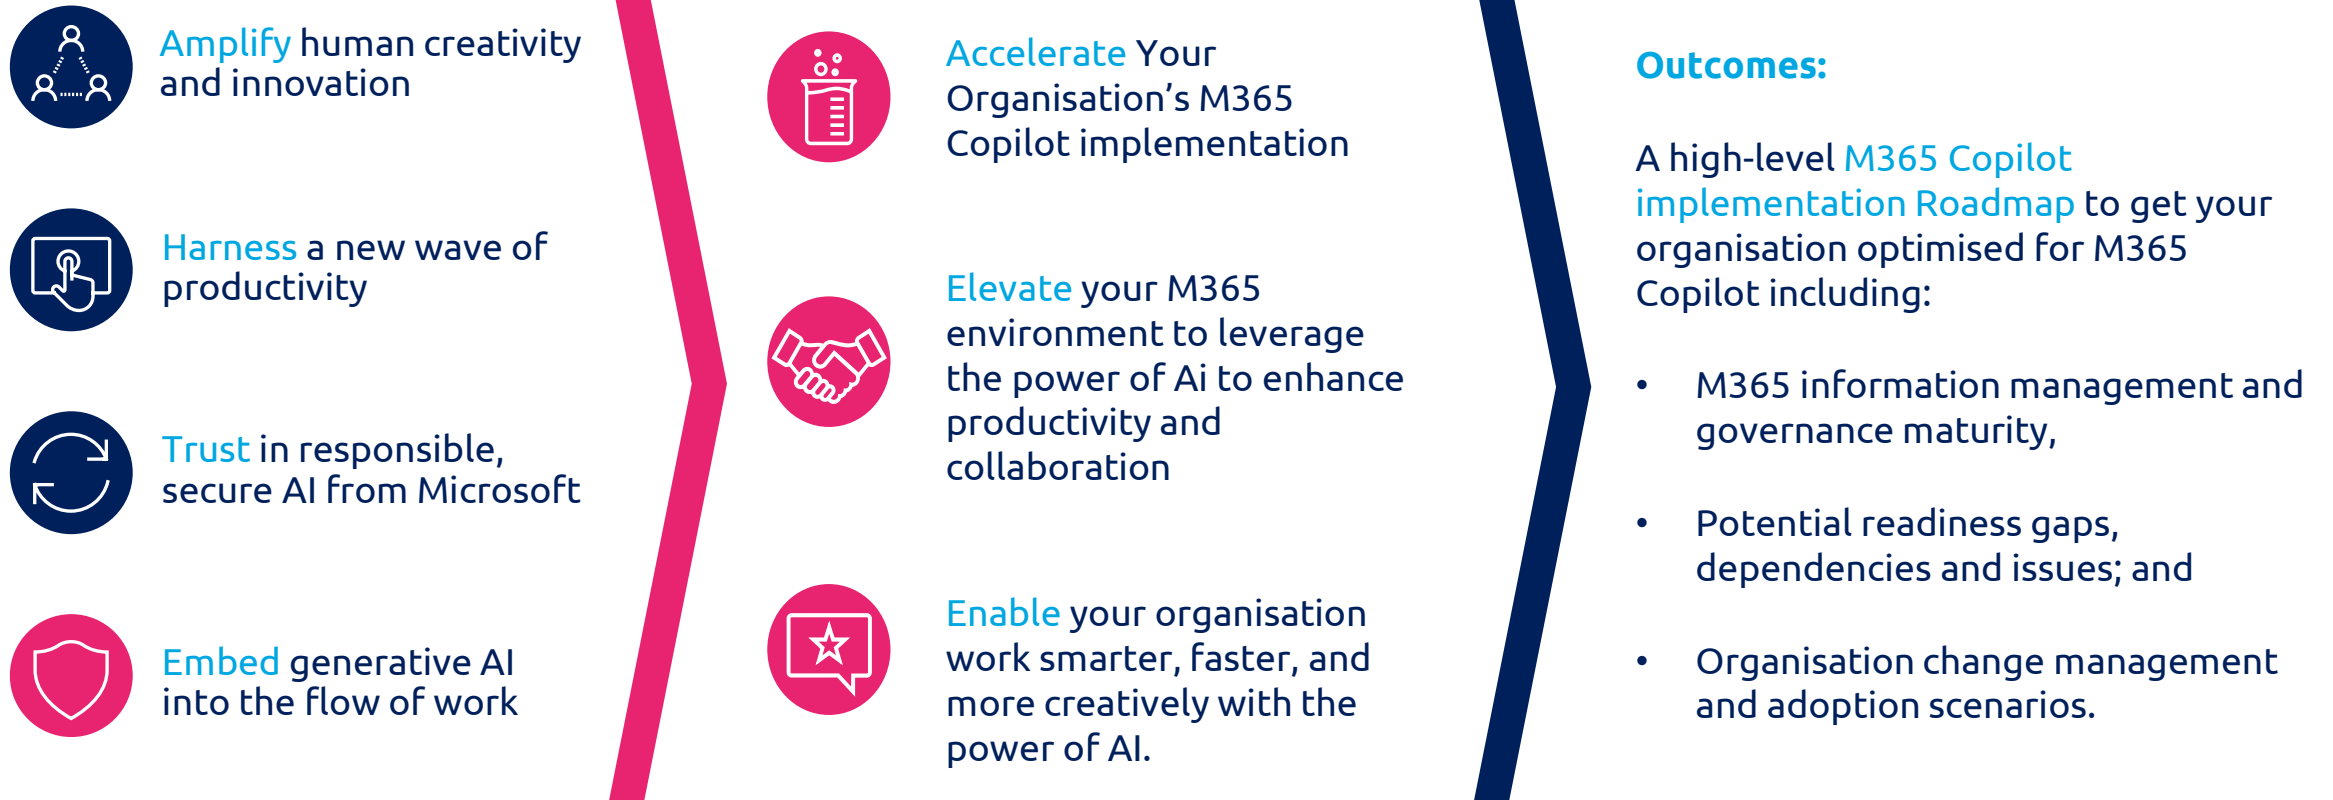 Amplify human creativity
and innovation
Harness a new wave of
productivity
Trust in responsible,
secure AI from Microsoft
Embed generative AI
into the flow of work
Accelerate Your
Organisation’s M365
Copilot implementation
Elevate your M365
environment to leverage
the power of Ai to enhance
productivity and
collaboration
Enable your organisation
work smarter, faster, and
more creatively with the
power of AI.
Outcomes:
A high-level M365 Copilot
implementation Roadmap to get your
organisation optimised for M365
Copilot including:
• M365 information management and
governance maturity,
• Potential readiness gaps,
dependencies and issues; and
• Organisation change management
and adoption scenarios.